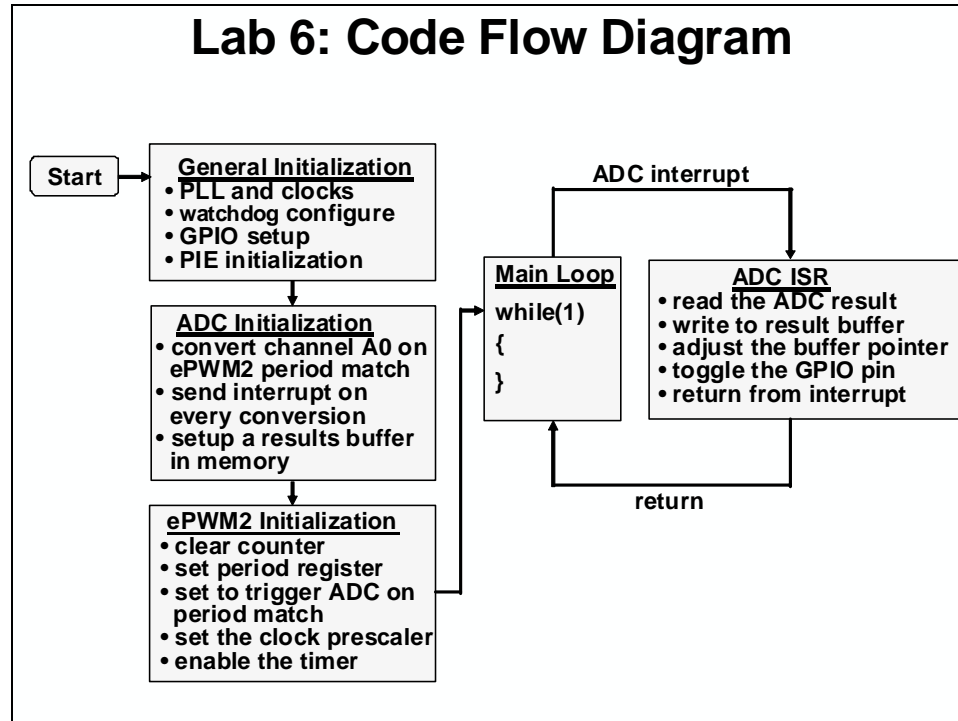 Lab 6: Code Flow Diagram
Start
General Initialization
• PLL and clocks
• watchdog configure
• GPIO setup
• PIE initialization
ADC Initialization
• convert channel A0 on
ePWM2 period match
• send interrupt on
every conversion
• setup a results buffer
in memory
ePWM2 Initialization
• clear counter
• set period register
• set to trigger ADC on
period match
• set the clock prescaler
• enable the timer
Main Loop
while(1)
{
}
ADC interrupt
ADC ISR
• read the ADC result
• write to result buffer
• adjust the buffer pointer
• toggle the GPIO pin
• return from interrupt
return